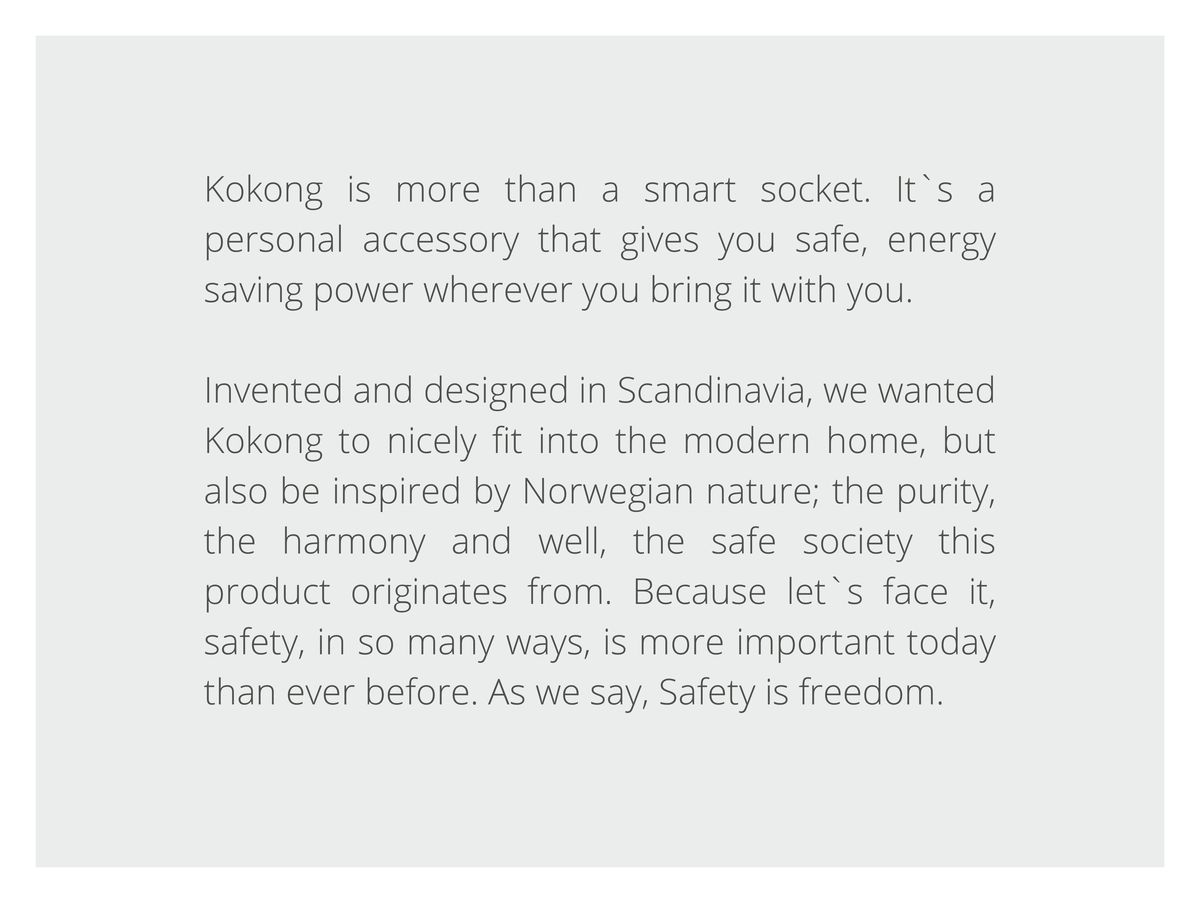 Kokong is more than a smart socket. It`s a
personal accessory that gives you safe, energy
saving power wherever you bring it with you.
Invented and designed in Scandinavia, we wanted
Kokong to nicely fit into the modern home, but
also be inspired by Norwegian nature; the purity,
the harmony and well, the safe society this
product originates from. Because let`s face it,
safety, in so many ways, is more important today
than ever before. As we say, Safety is freedom.